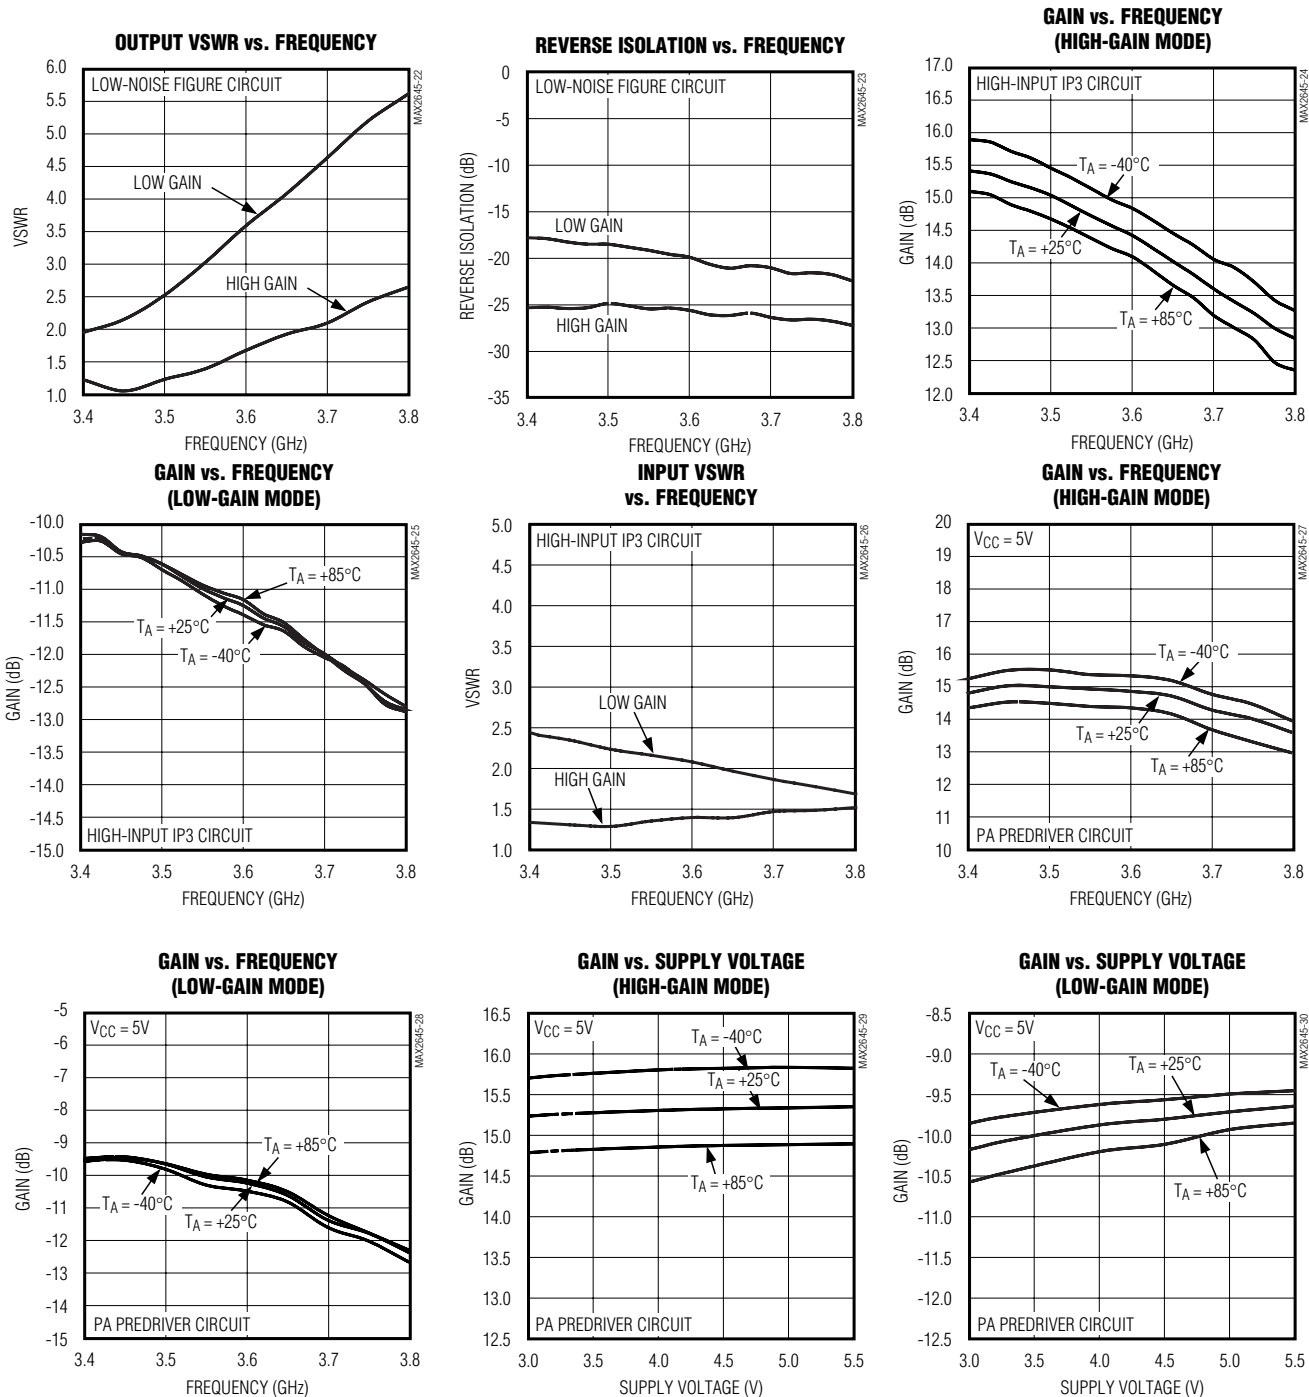 OUTPUT VSWR vs. FREQUENCY
6.0
5.5
5.0
4.5
4.0
3.5
3.0
2.5
2.0
1.5
1.0
VSWR
LOW-NOISE FIGURE CIRCUIT
LOW GAIN
HIGH GAIN
MAX2645-22
3.4 3.5 3.6 3.7 3.8
FREQUENCY (GHz)
REVERSE ISOLATION vs. FREQUENCY
0
-5
-10
-15
-20
-25
-30
-35
REVERSE ISOLATION (dB)
LOW-NOISE FIGURE CIRCUIT
LOW GAIN
HIGH GAIN
MAX2645-23
3.4 3.5 3.6 3.7 3.8
FREQUENCY (GHz)
GAIN vs. FREQUENCY
(HIGH-GAIN MODE)
17.0
16.5
16.0
15.5
15.0
14.5
14.0
13.5
13.0
12.5
12.0
GAIN (dB)
HIGH-INPUT IP3 CIRCUIT
TA = -40°C
TA = +25°C
TA = +85°C
MAX2645-24
3.4 3.5 3.6 3.7 3.8
FREQUENCY (GHz)
GAIN vs. FREQUENCY
(LOW-GAIN MODE)
-10.0
-10.5
-11.0
-11.5
-12.0
-12.5
-13.0
-13.5
-14.0
-14.5
-15.0
GAIN (dB)
TA = +85°C
TA = +25°C
TA = -40°C
HIGH-INPUT IP3 CIRCUIT
MAX2645-25
3.4 3.5 3.6 3.7 3.8
FREQUENCY (GHz)
INPUT VSWR
vs. FREQUENCY
5.0
4.5
4.0
3.5
3.0
2.5
2.0
1.5
1.0
VSWR
HIGH-INPUT IP3 CIRCUIT
LOW GAIN
HIGH GAIN
MAX2645-26
3.4 3.5 3.6 3.7 3.8
FREQUENCY (GHz)
GAIN vs. FREQUENCY
(HIGH-GAIN MODE)
20
19
18
17
16
15
14
13
12
11
10
GAIN (dB)
VCC = 5V
TA = -40°C
TA = +25°C
TA = +85°C
PA PREDRIVER CIRCUIT
MAX2645-27
3.4 3.5 3.6 3.7 3.8
FREQUENCY (GHz)
GAIN vs. FREQUENCY
(LOW-GAIN MODE)
-5
-6
-7
-8
-9
-10
-11
-12
-13
-14
-15
GAIN (dB)
VCC = 5V
TA = +85°C
TA = -40°C
TA = +25°C
PA PREDRIVER CIRCUIT
MAX2645-28
3.4 3.5 3.6 3.7 3.8
FREQUENCY (GHz)
GAIN vs. SUPPLY VOLTAGE
(HIGH-GAIN MODE)
16.5
16.0
15.5
15.0
14.5
14.0
13.5
13.0
12.5
GAIN (dB)
VCC = 5V
TA = -40°C
TA = +25°C
TA = +85°C
PA PREDRIVER CIRCUIT
MAX2645-29
3.0 3.5 4.0 4.5 5.0 5.5
SUPPLY VOLTAGE (V)
GAIN vs. SUPPLY VOLTAGE
(LOW-GAIN MODE)
-8.5
-9.0
-9.5
-10.0
-10.5
-11.0
-11.5
-12.0
-12.5
GAIN (dB)
VCC = 5V
TA = -40°C
TA = +25°C
TA = +85°C
PA PREDRIVER CIRCUIT
MAX2645-30
3.0 3.5 4.0 4.5 5.0 5.5
SUPPLY VOLTAGE (V)